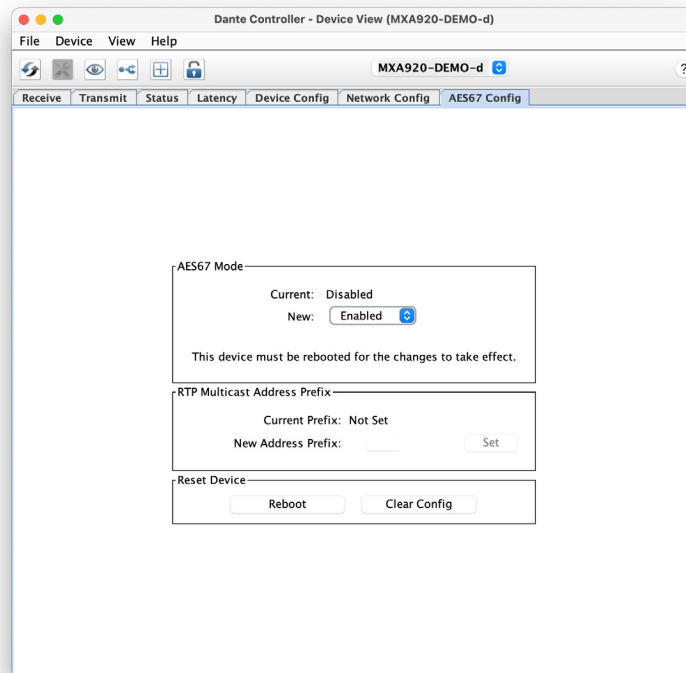 Dante Controller - Device View (MXA920-DEMO-d)
File Device View Help
MXA920-DEMO-d
?
Receive Transmit Status Latency Device Config Network Config AES67 Config
AES67 Mode
Current: Disabled
New: Enabled
This device must be rebooted for the changes to take effect.
RTP Multicast Address Prefix
Current Prefix: Not Set
New Address Prefix: Set
Reset Device
Reboot Clear Config